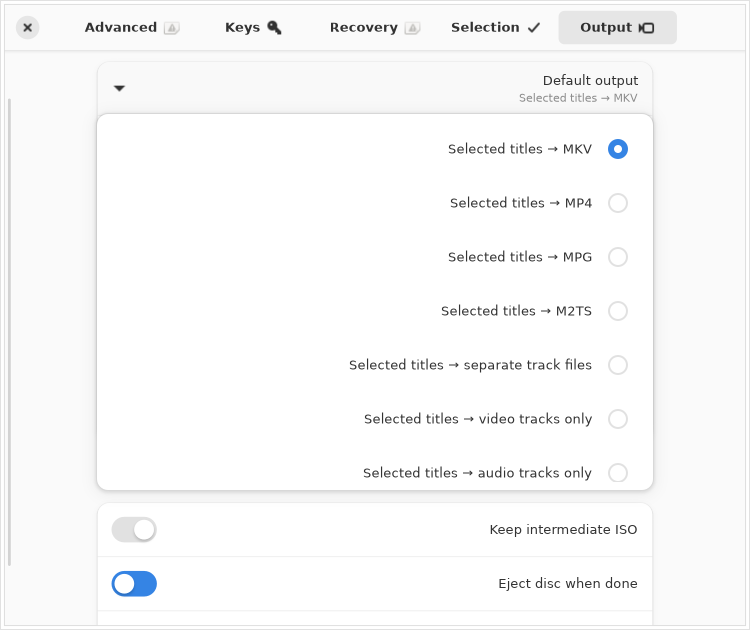 Advanced
Keys
Recovery
Selection
Output
Default output
Selected titles → MKV
Selected titles → MKV
Selected titles → MP4
Selected titles → MPG
Selected titles → M2TS
Selected titles → separate track files
Selected titles → video tracks only
Selected titles → audio tracks only
Keep intermediate ISO
Eject disc when done